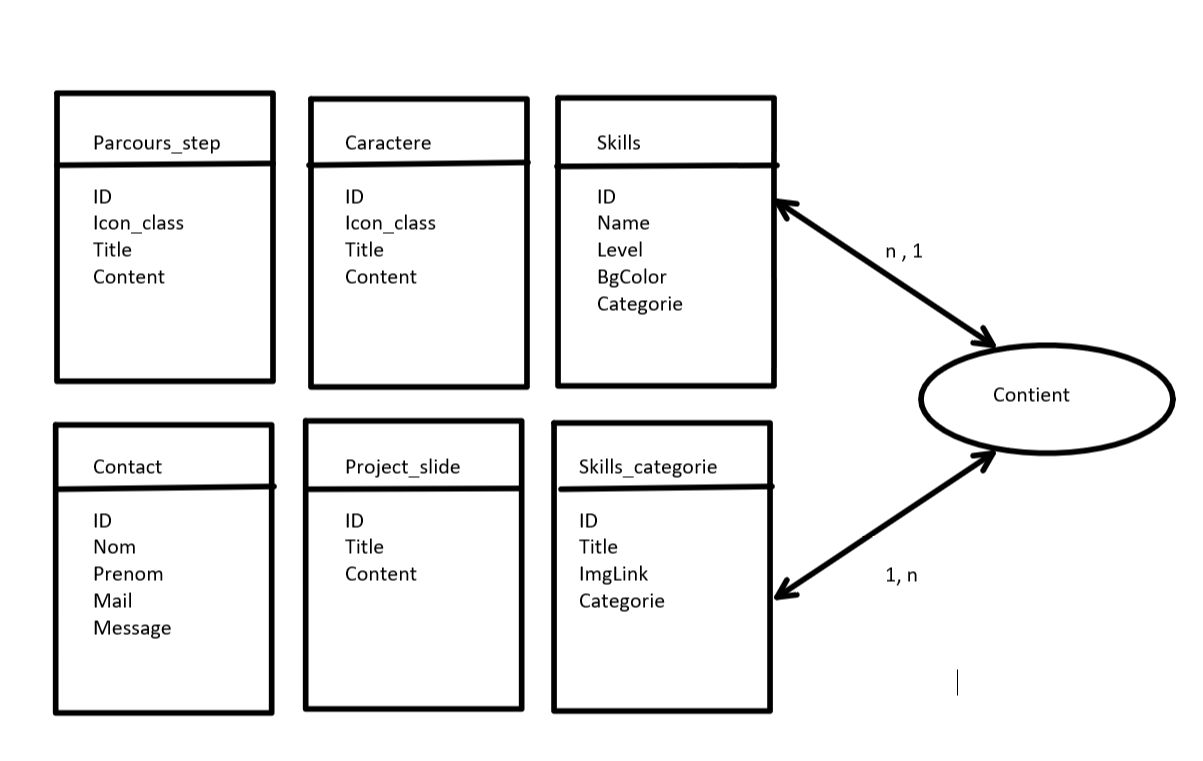 Parcours_step
ID
Icon_class
Title
Content
Caractere
ID
Icon_class
Title
Content
Skills
ID
Name
Level
BgColor
Categorie
n , 1
Contient
Contact
ID
Nom
Prenom
Mail
Message
Project_slide
ID
Title
Content
Skills_categorie
ID
Title
ImgLink
Categorie
1, n